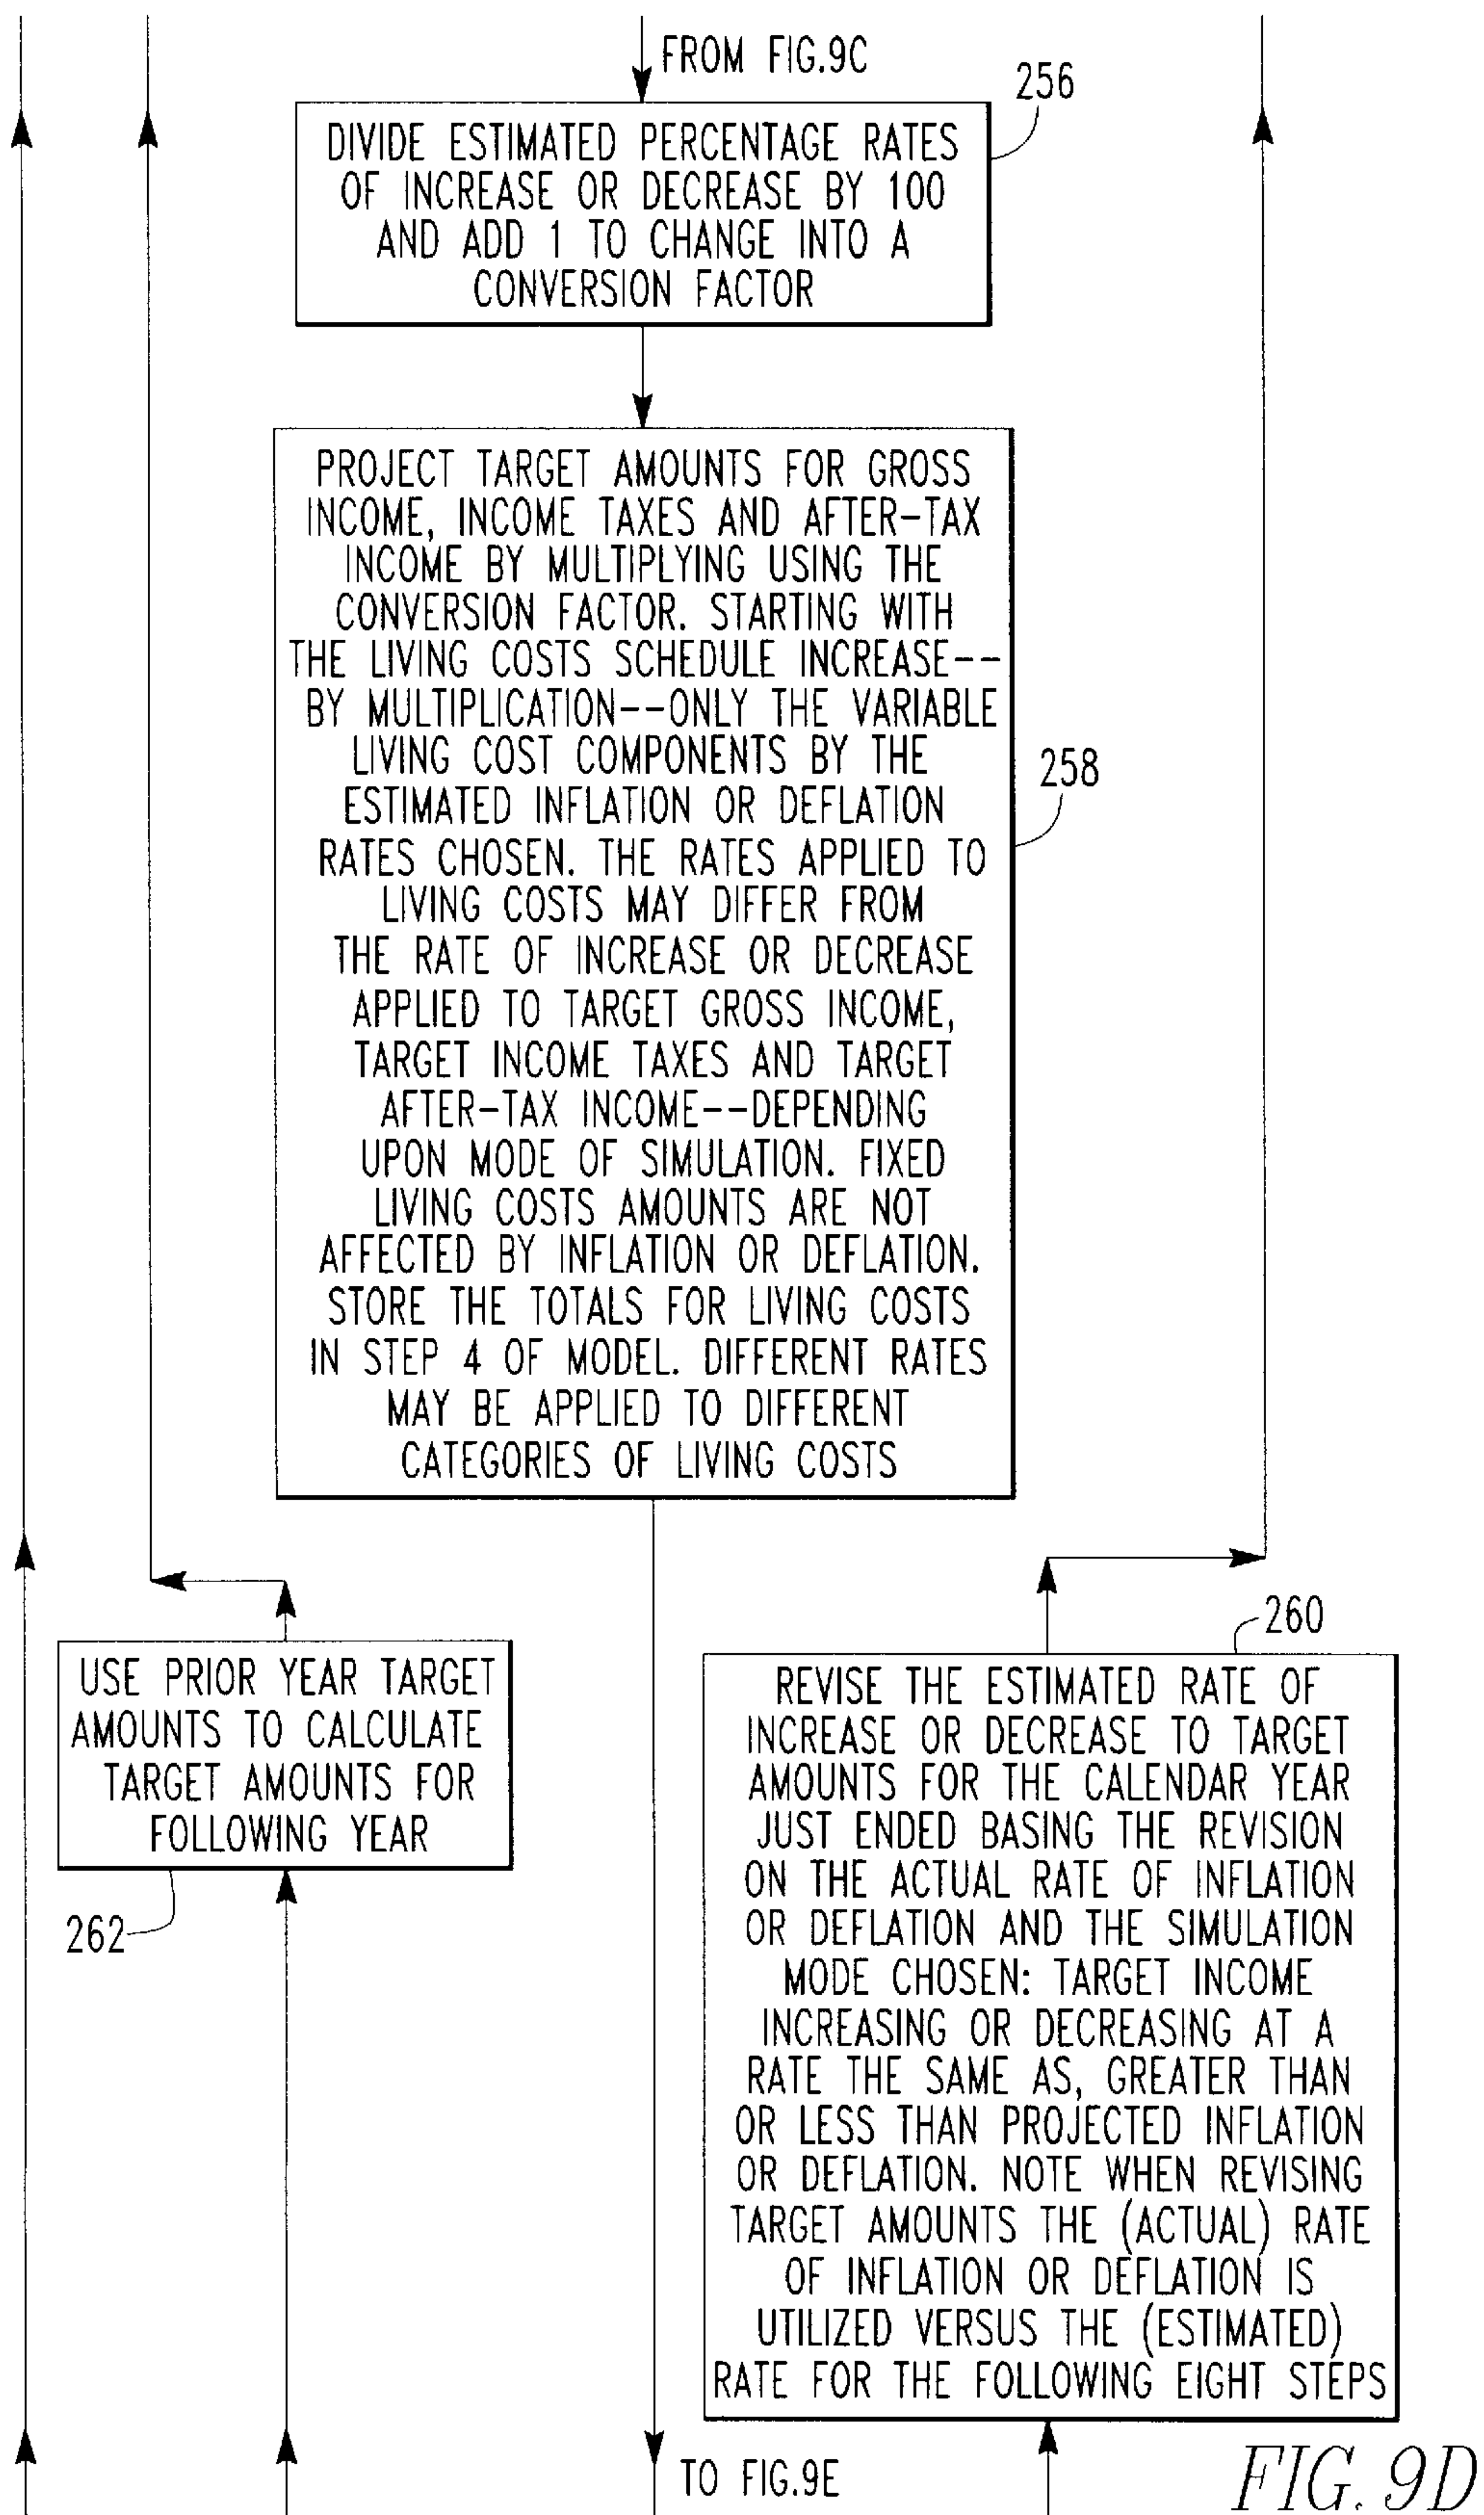 FROM FIG.9C
256
DIVIDE ESTIMATED PERCENTAGE RATES
OF INCREASE OR DECREASE BY 100
AND ADD 1 TO CHANGE INTO A
CONVERSION FACTOR
PROJECT TARGET AMOUNTS FOR GROSS
INCOME, INCOME TAXES AND AFTER-TAX
INCOME BY MULTIPLYING USING THE
CONVERSION FACTOR. STARTING WITH
THE LIVING COSTS SCHEDULE INCREASE--
BY MULTIPLICATION--ONLY THE VARIABLE
LIVING COST COMPONENTS BY THE
ESTIMATED INFLATION OR DEFLATION
RATES CHOSEN. THE RATES APPLIED TO
LIVING COSTS MAY DIFFER FROM
THE RATE OF INCREASE OR DECREASE
APPLIED TO TARGET GROSS INCOME,
TARGET INCOME TAXES AND TARGET
AFTER-TAX INCOME--DEPENDING
UPON MODE OF SIMULATION. FIXED
LIVING COSTS AMOUNTS ARE NOT
AFFECTED BY INFLATION OR DEFLATION.
STORE THE TOTALS FOR LIVING COSTS
IN STEP 4 OF MODEL. DIFFERENT RATES
MAY BE APPLIED TO DIFFERENT
CATEGORIES OF LIVING COSTS
258
USE PRIOR YEAR TARGET
AMOUNTS TO CALCULATE
TARGET AMOUNTS FOR
FOLLOWING YEAR
262
260
REVISE THE ESTIMATED RATE OF
INCREASE OR DECREASE TO TARGET
AMOUNTS FOR THE CALENDAR YEAR
JUST ENDED BASING THE REVISION
ON THE ACTUAL RATE OF INFLATION
OR DEFLATION AND THE SIMULATION
MODE CHOSEN: TARGET INCOME
INCREASING OR DECREASING AT A
RATE THE SAME AS, GREATER THAN
OR LESS THAN PROJECTED INFLATION
OR DEFLATION. NOTE WHEN REVISING
TARGET AMOUNTS THE (ACTUAL) RATE
OF INFLATION OR DEFLATION IS
UTILIZED VERSUS THE (ESTIMATED)
RATE FOR THE FOLLOWING EIGHT STEPS
TO FIG.9E
FIG. 9D